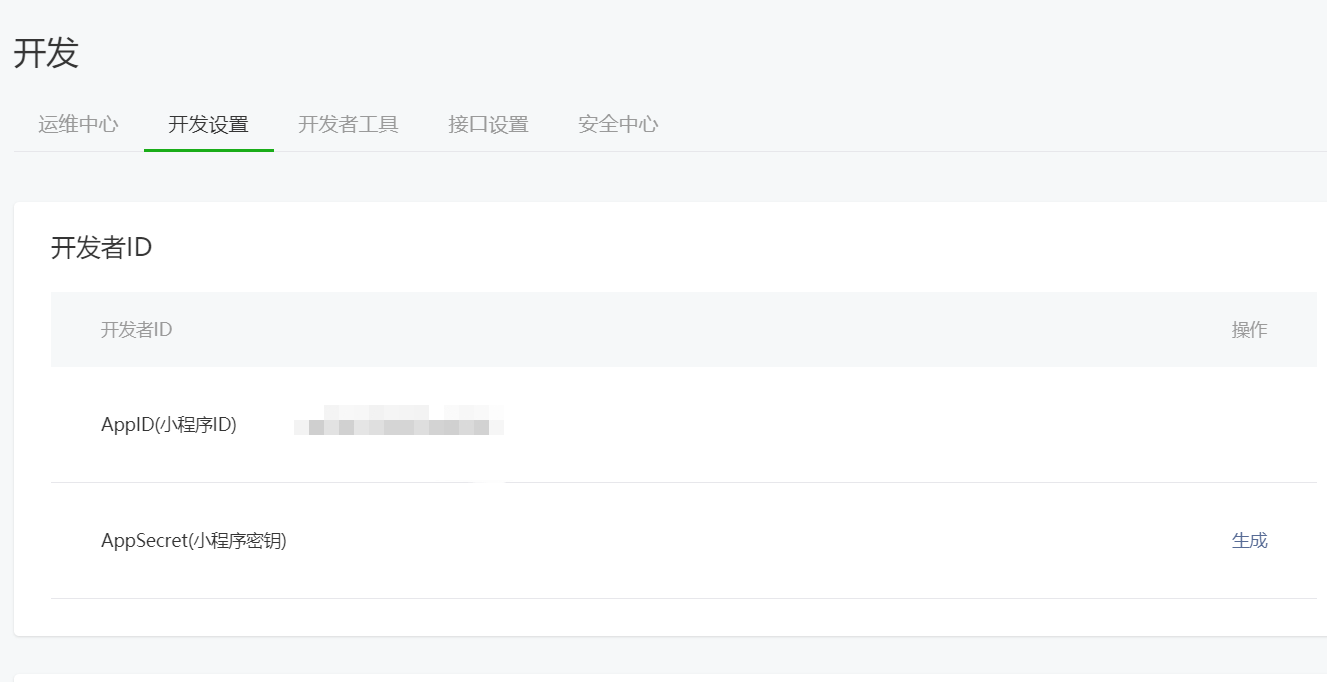 开发
运维中心 开发设置 开发者工具 接口设置 安全中心
开发者ID
开发者ID 操作
AppID(小程序ID)
AppSecret(小程序密钥) 生成